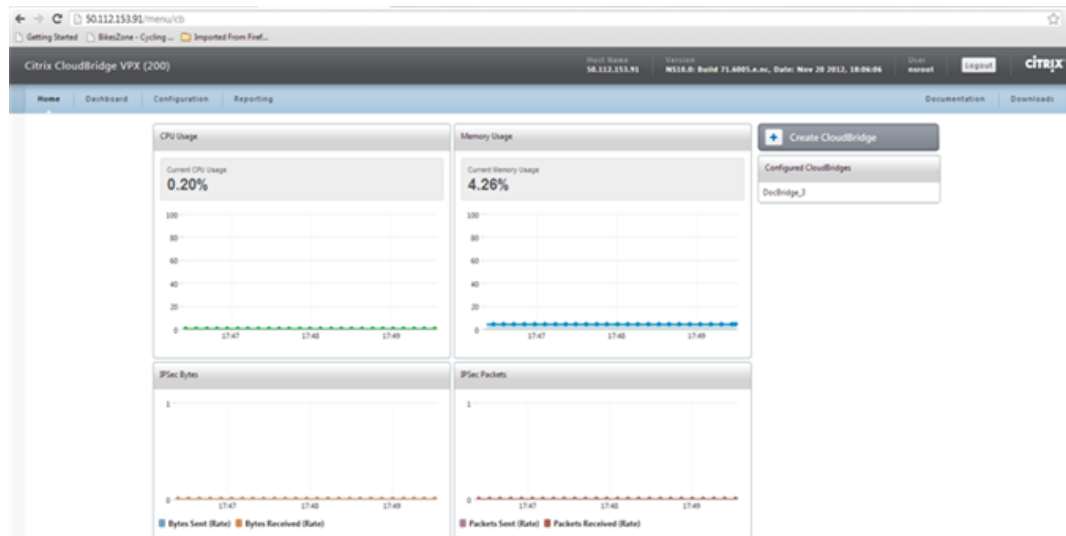 50.112.153.91/menu/cb
Getting Started BikesZone - Cycling ... Imported From Firef...
Citrix CloudBridge VPX (200)
Host Name
50.112.153.91
Version
NS10.0: Build 71.6005.e.nc, Date: Nov 20 2012, 18:06:06
User
nsroot
Logout
CITRIX
Home Dashboard Configuration Reporting Documentation Downloads
CPU Usage
Current CPU Usage
0.20%
100
80
60
40
20
0
17:47 17:48 17:49
Memory Usage
Current Memory Usage
4.26%
100
80
60
40
20
0
17:47 17:48 17:49
+ Create CloudBridge
Configured CloudBridges
DocBridge_3
IPSec Bytes
1
0
17:47 17:48 17:49
Bytes Sent (Rate) Bytes Received (Rate)
IPSec Packets
1
0
17:47 17:48 17:49
Packets Sent (Rate) Packets Received (Rate)